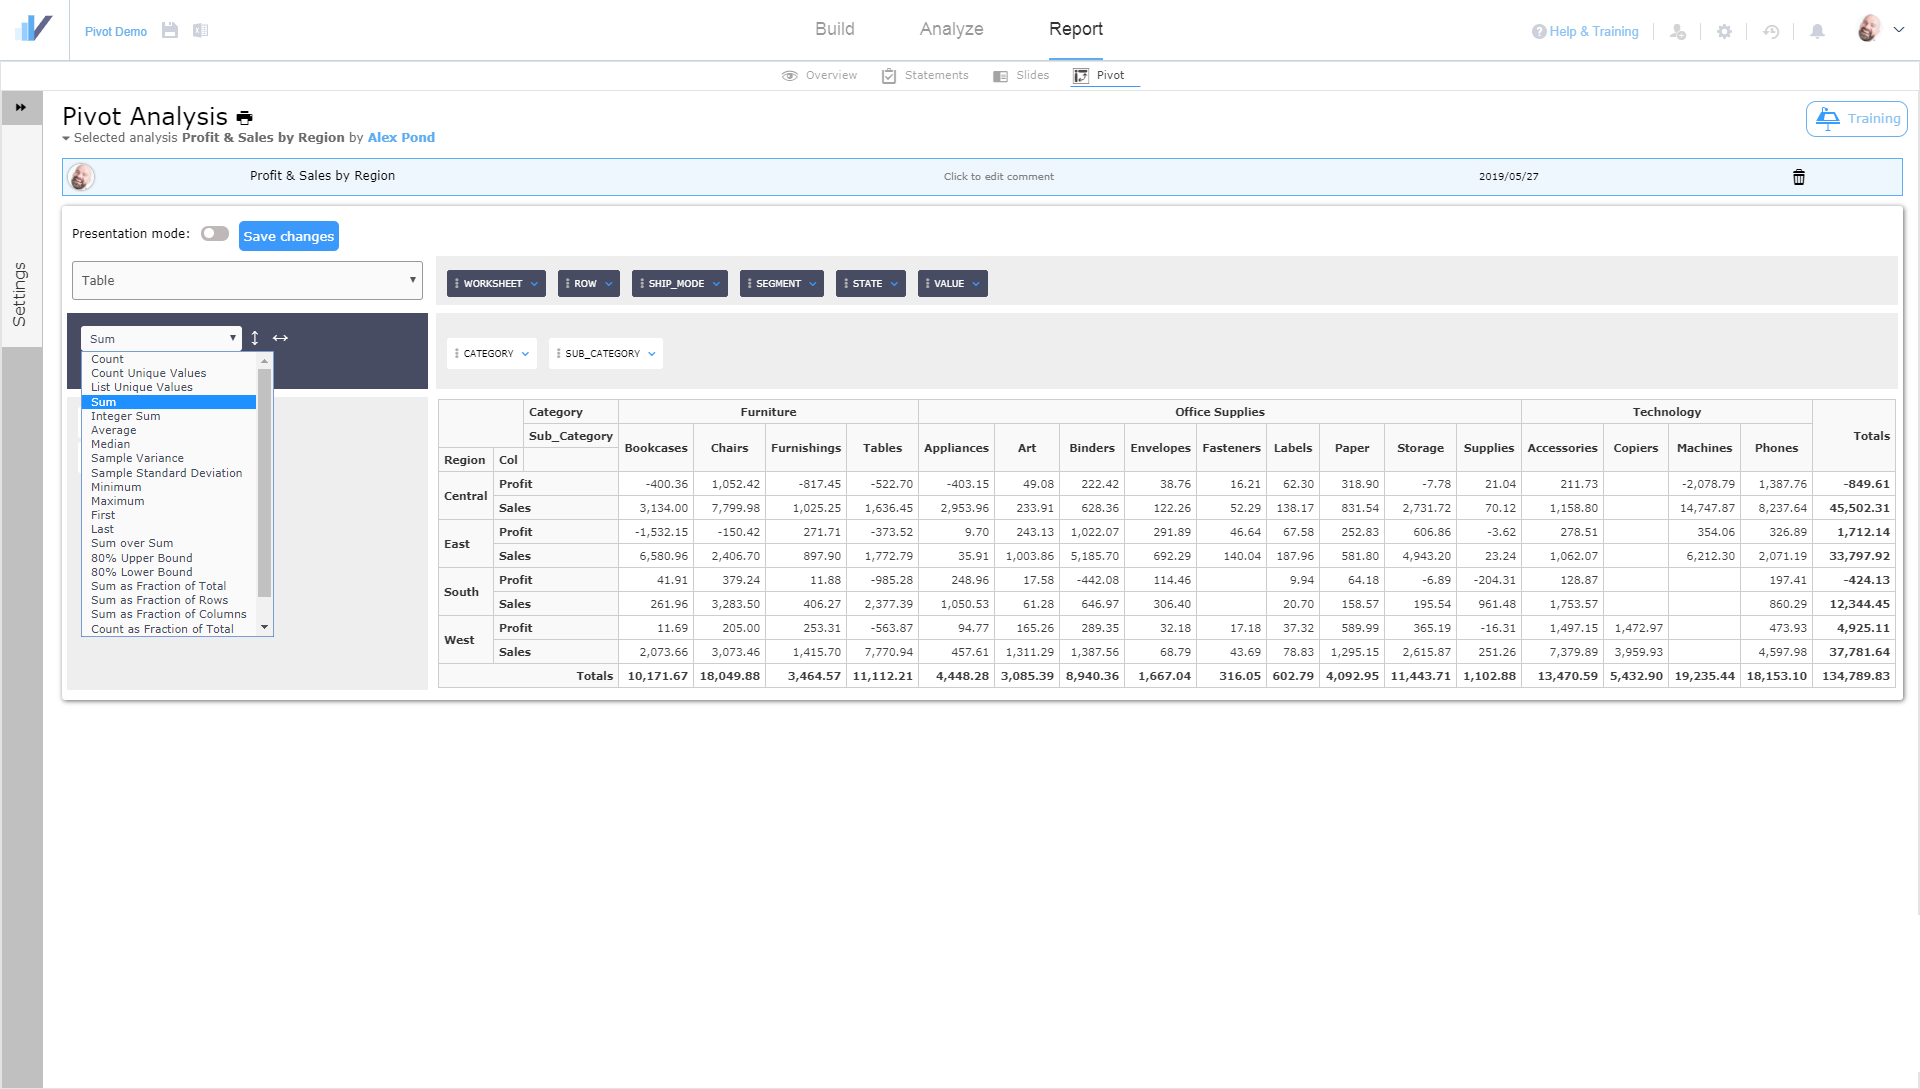 Pivot Demo
Build Analyze Report
Help & Training
Overview Statements Slides Pivot
Settings
Pivot Analysis
Training
Selected analysis Profit & Sales by Region by Alex Pond
Profit & Sales by Region Click to edit comment 2019/05/27
Presentation mode: Save changes
Table
WORKSHEET ROW SHIP_MODE SEGMENT STATE VALUE
Sum
CATEGORY SUB_CATEGORY
Count
Count Unique Values
List Unique Values
Sum
Integer Sum
Average
Median
Sample Variance
Sample Standard Deviation
Minimum
Maximum
First
Last
Sum over Sum
80% Upper Bound
80% Lower Bound
Sum as Fraction of Total
Sum as Fraction of Rows
Sum as Fraction of Columns
Count as Fraction of Total
Category Furniture Office Supplies Technology Totals
Sub_Category Bookcases Chairs Furnishings Tables Appliances Art Binders Envelopes Fasteners Labels Paper Storage Supplies Accessories Copiers Machines Phones
Region Col
Central Profit -400.36 1,052.42 -817.45 -522.70 -403.15 49.08 222.42 38.76 16.21 62.30 318.90 -7.78 21.04 211.73 -2,078.79 1,387.76 -849.61
Sales 3,134.00 7,799.98 1,025.25 1,636.45 2,953.96 233.91 628.36 122.26 52.29 138.17 831.54 2,731.72 70.12 1,158.80 14,747.87 8,237.64 45,502.31
East Profit -1,532.15 -150.42 271.71 -373.52 9.70 243.13 1,022.07 291.89 46.64 67.58 252.83 606.86 -3.62 278.51 354.06 326.89 1,712.14
Sales 6,580.96 2,406.70 897.90 1,772.79 35.91 1,003.86 5,185.70 692.29 140.04 187.96 581.80 4,943.20 23.24 1,062.07 6,212.30 2,071.19 33,797.92
South Profit 41.91 379.24 11.88 -985.28 248.96 17.58 -442.08 114.46 9.94 64.18 -6.89 -204.31 128.87 197.41 -424.13
Sales 261.96 3,283.50 406.27 2,377.39 1,050.53 61.28 646.97 306.40 20.70 158.57 195.54 961.48 1,753.57 860.29 12,344.45
West Profit 11.69 205.00 253.31 -563.87 94.77 165.26 289.35 32.18 17.18 37.32 589.99 365.19 -16.31 1,497.15 1,472.97 473.93 4,925.11
Sales 2,073.66 3,073.46 1,415.70 7,770.94 457.61 1,311.29 1,387.56 68.79 43.69 78.83 1,295.15 2,615.87 251.26 7,379.89 3,959.93 4,597.98 37,781.64
Totals 10,171.67 18,049.88 3,464.57 11,112.21 4,448.28 3,085.39 8,940.36 1,667.04 316.05 602.79 4,092.95 11,443.71 1,102.88 13,470.59 5,432.90 19,235.44 18,153.10 134,789.83